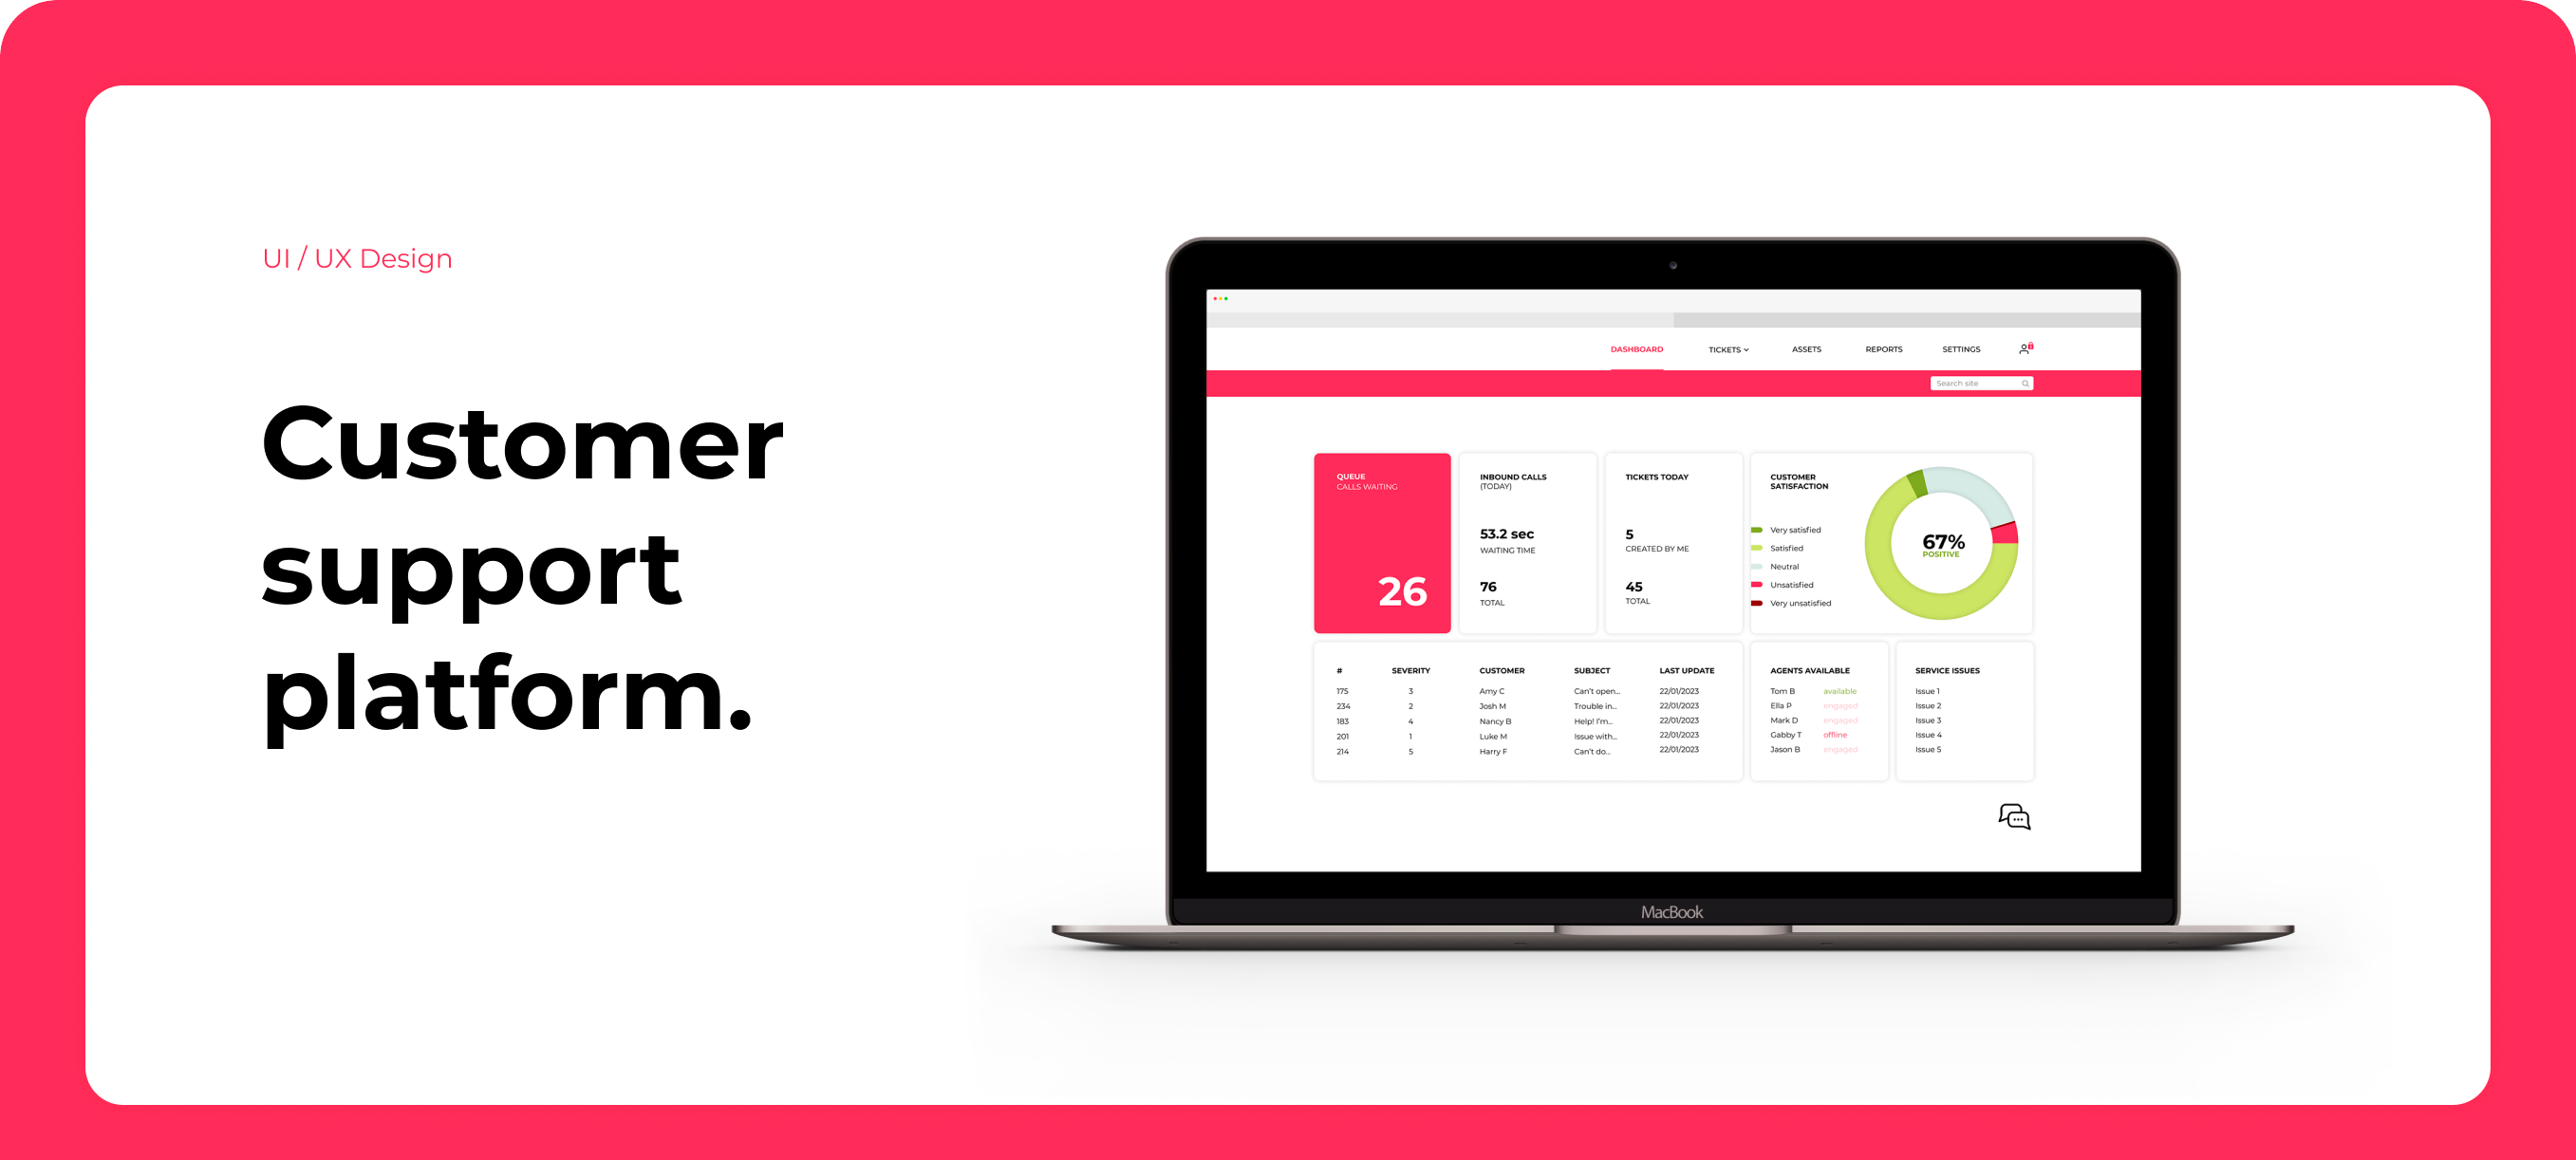 UI / UX Design
Customer
support
platform.
DASHBOARD
TICKETS
ASSETS
REPORTS
SETTINGS
Search site
QUEUE
CALLS WAITING
26
INBOUND CALLS
(TODAY)
53.2 sec
WAITING TIME
76
TOTAL
TICKETS TODAY
5
CREATED BY ME
45
TOTAL
CUSTOMER
SATISFACTION
Very satisfied
Satisfied
Neutral
Unsatisfied
Very unsatisfied
67%
POSITIVE
# SEVERITY CUSTOMER SUBJECT LAST UPDATE
175 3 Amy C Can't open... 22/01/2023
234 2 Josh M Trouble in... 22/01/2023
183 4 Nancy B Help! I'm... 22/01/2023
201 1 Luke M Issue with... 22/01/2023
214 5 Harry F Can't do... 22/01/2023
AGENTS AVAILABLE
Tom B available
Ella P engaged
Mark D engaged
Gabby T offline
Jason B engaged
SERVICE ISSUES
Issue 1
Issue 2
Issue 3
Issue 4
Issue 5
MacBook